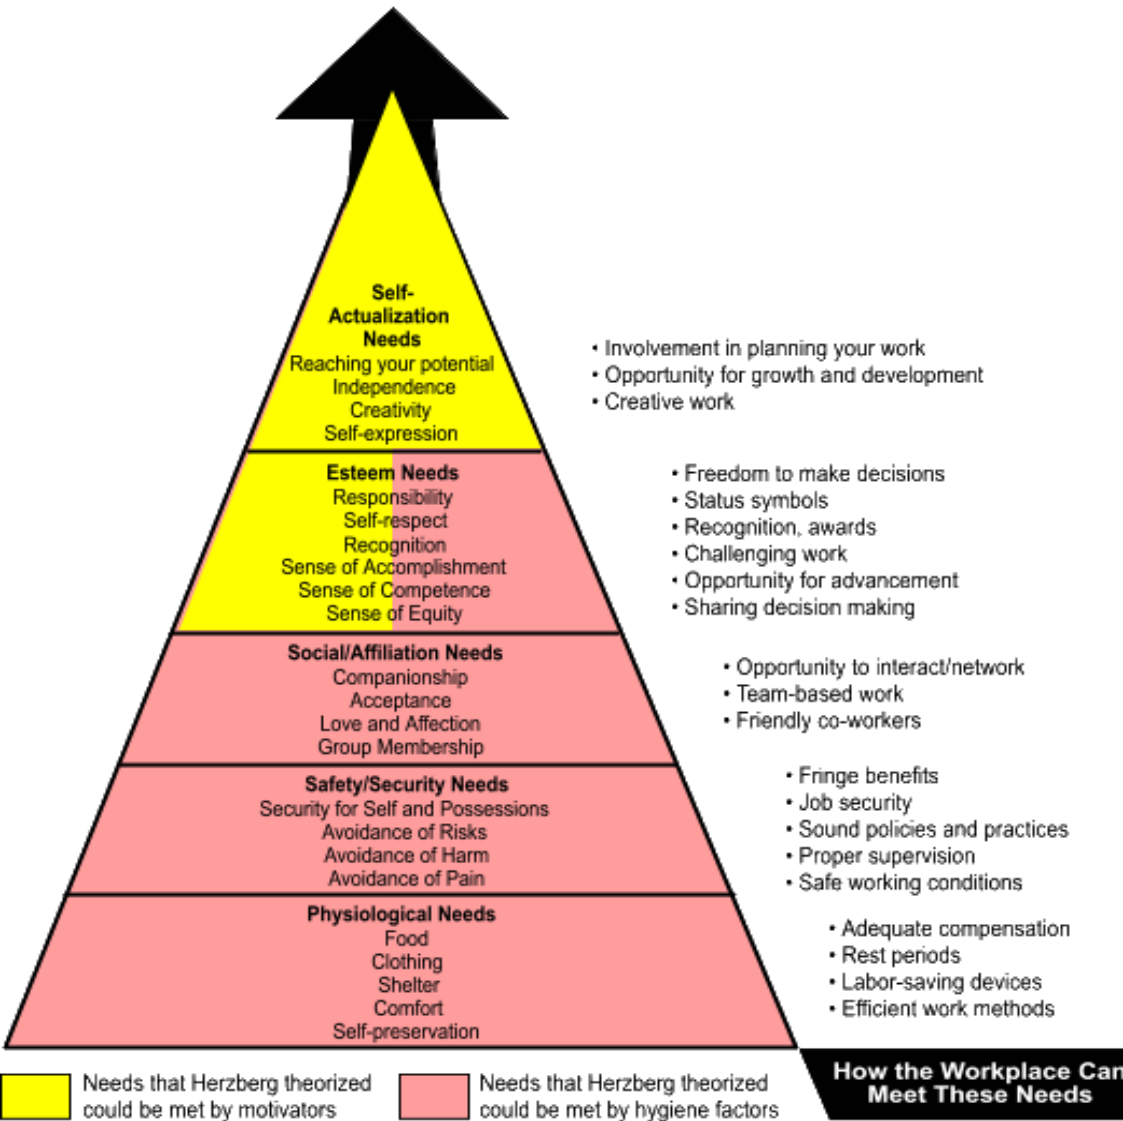 Self-
Actualization
Needs
Reaching your potential
Independence
Creativity
Self-expression
• Involvement in planning your work
• Opportunity for growth and development
• Creative work
Esteem Needs
Responsibility
Self-respect
Recognition
Sense of Accomplishment
Sense of Competence
Sense of Equity
• Freedom to make decisions
• Status symbols
• Recognition, awards
• Challenging work
• Opportunity for advancement
• Sharing decision making
Social/Affiliation Needs
Companionship
Acceptance
Love and Affection
Group Membership
• Opportunity to interact/network
• Team-based work
• Friendly co-workers
Safety/Security Needs
Security for Self and Possessions
Avoidance of Risks
Avoidance of Harm
Avoidance of Pain
• Fringe benefits
• Job security
• Sound policies and practices
• Proper supervision
• Safe working conditions
Physiological Needs
Food
Clothing
Shelter
Comfort
Self-preservation
• Adequate compensation
• Rest periods
• Labor-saving devices
• Efficient work methods
How the Workplace Can
Meet These Needs
Needs that Herzberg theorized
could be met by motivators
Needs that Herzberg theorized
could be met by hygiene factors